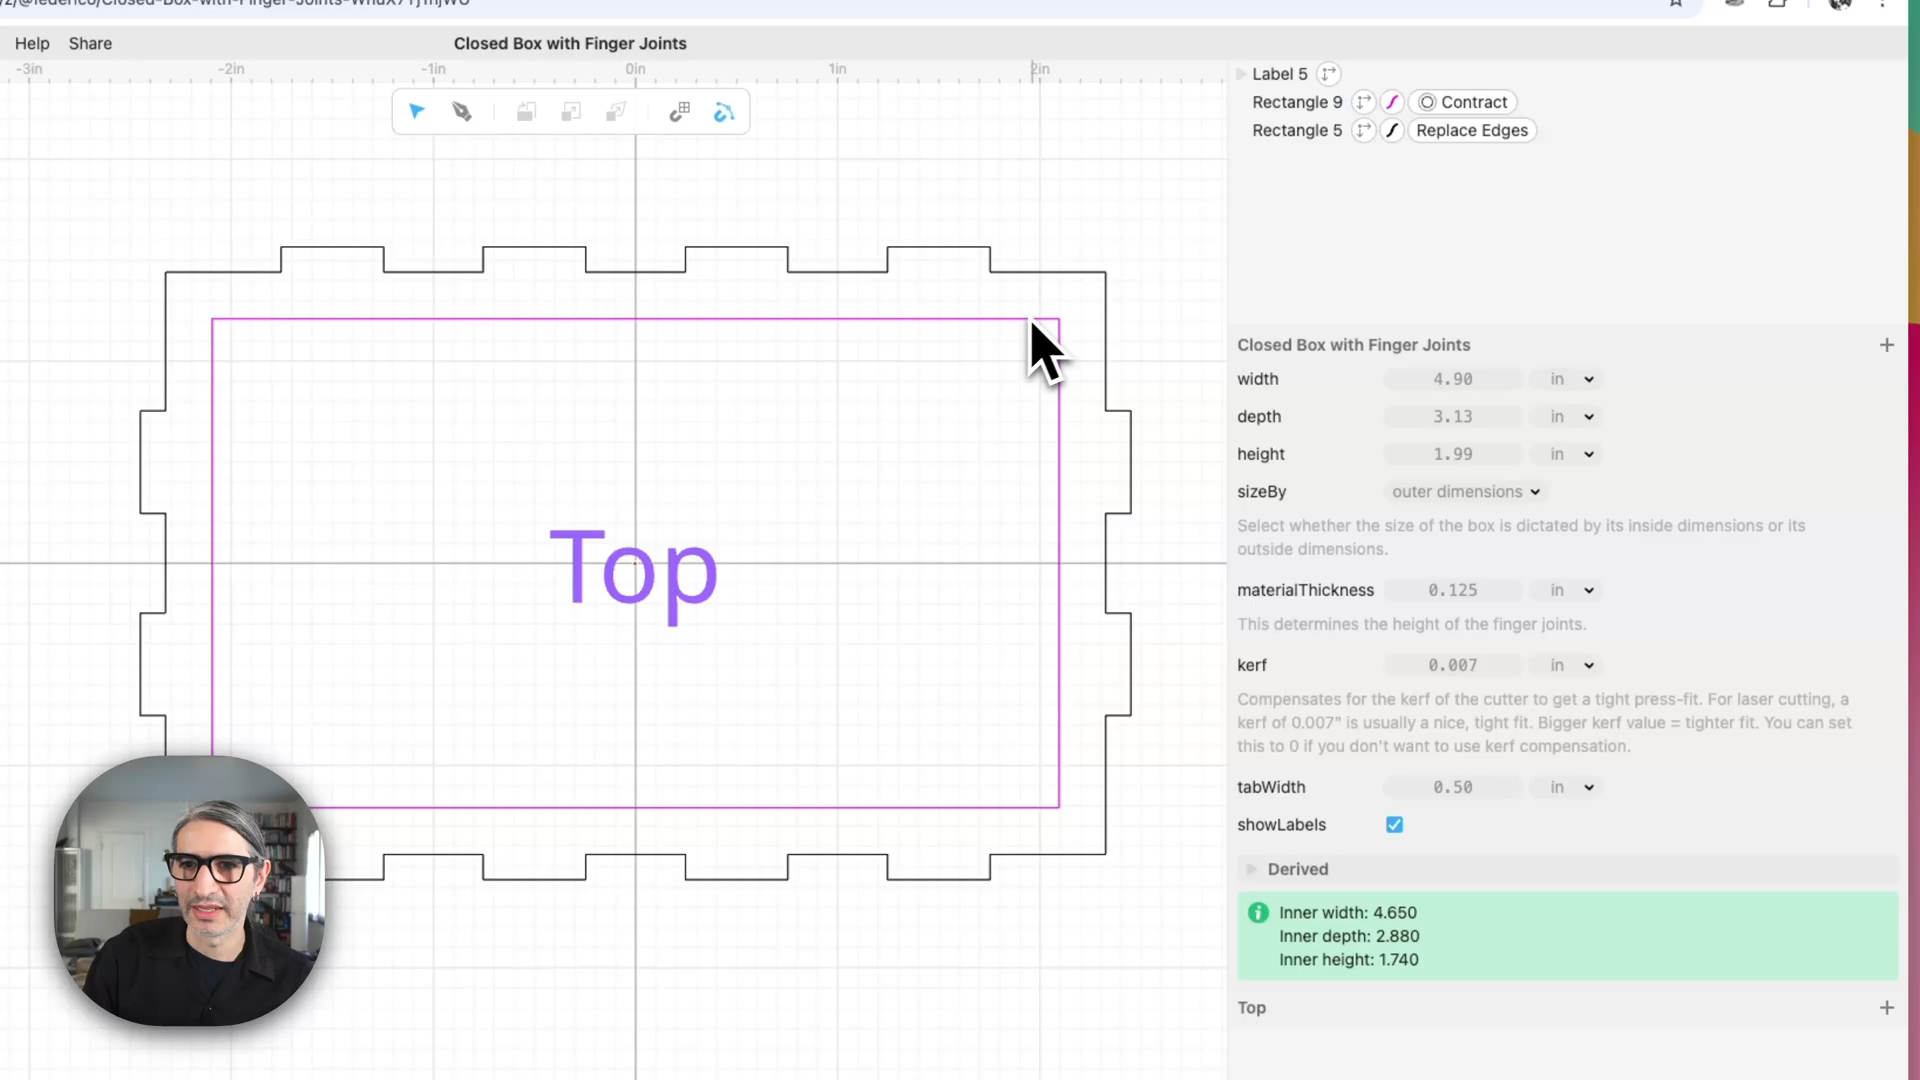 Help Share
Closed Box with Finger Joints
-3in -2in -1in 0in 1in 2in
Label 5
Rectangle 9 Contract
Rectangle 5 Replace Edges
Top
Closed Box with Finger Joints
width 4.90 in
depth 3.13 in
height 1.99 in
sizeBy outer dimensions
Select whether the size of the box is dictated by its inside dimensions or its
outside dimensions.
materialThickness 0.125 in
This determines the height of the finger joints.
kerf 0.007 in
Compensates for the kerf of the cutter to get a tight press-fit. For laser cutting, a
kerf of 0.007" is usually a nice, tight fit. Bigger kerf value = tighter fit. You can set
this to 0 if you don't want to use kerf compensation.
tabWidth 0.50 in
showLabels
Derived
Inner width: 4.650
Inner depth: 2.880
Inner height: 1.740
Top